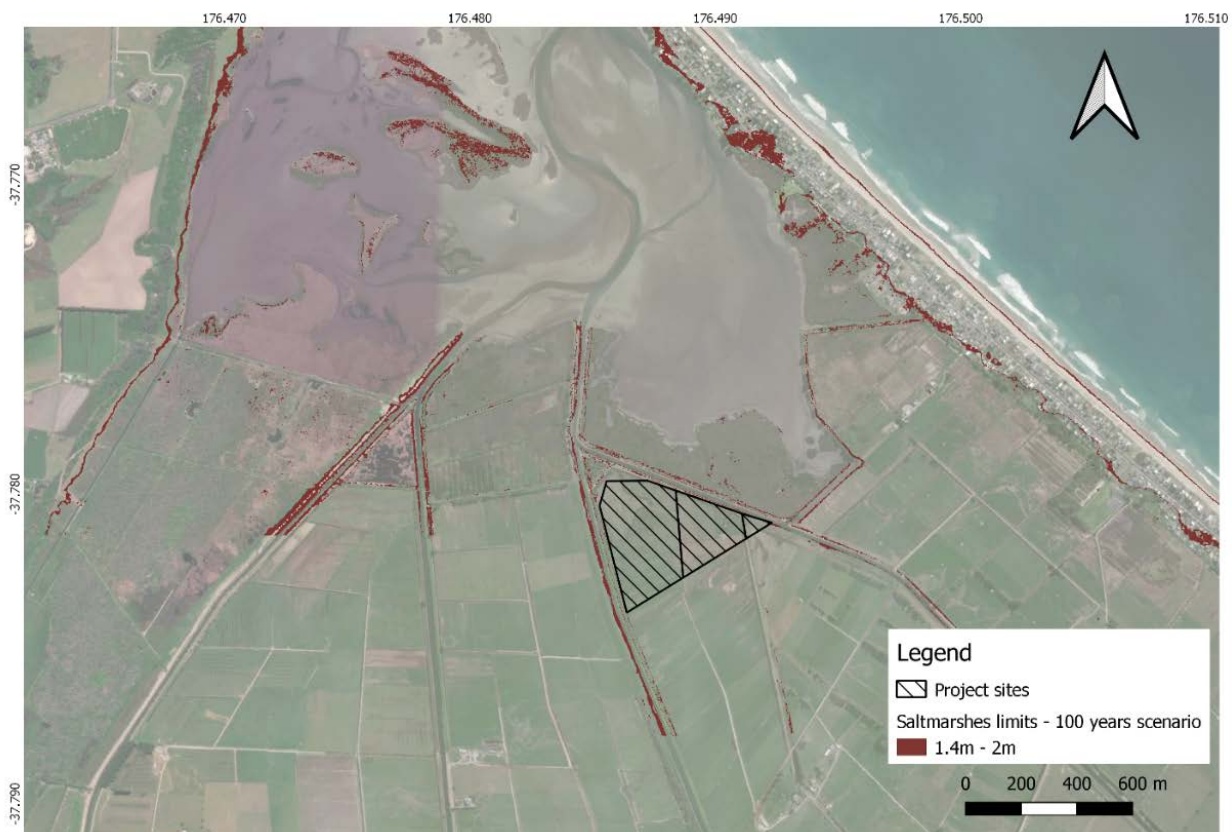 176.470 176.480 176.490 176.500 176.510
-37.770
-37.780
-37.790
Legend
Project sites
Saltmarshes limits - 100 years scenario
1.4m - 2m
0 200 400 600 m